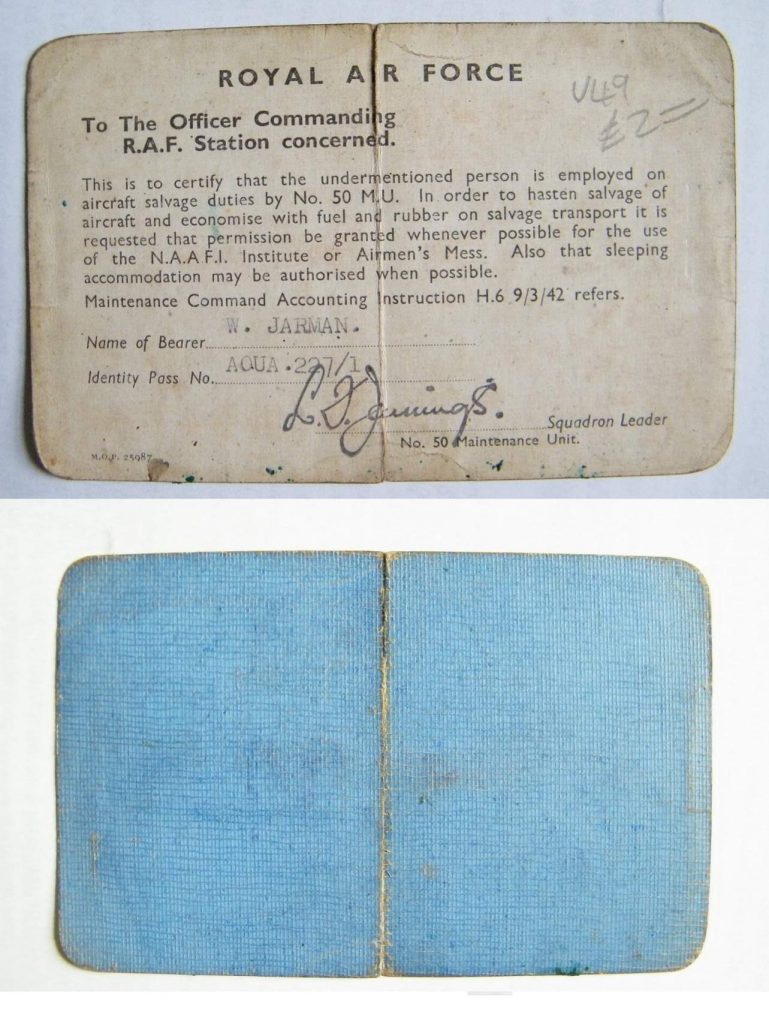 ROYAL AIR FORCE
V49
£2=
To The Officer Commanding
R.A.F. Station concerned.
This is to certify that the undermentioned person is employed on
aircraft salvage duties by No. 50 M.U. In order to hasten salvage of
aircraft and economise with fuel and rubber on salvage transport it is
requested that permission be granted whenever possible for the use
of the N.A.A F.I. Institute or Airmen's Mess. Also that sleeping
accommodation may be authorised when possible.
Maintenance Command Accounting Instruction H.6 9/3/42 refers.
Name of Bearer W. JARMAN.
Identity Pass No. AQUA.227/1
L. F. Jennings. Squadron Leader
No. 50 Maintenance Unit.
M.O.P. 25987